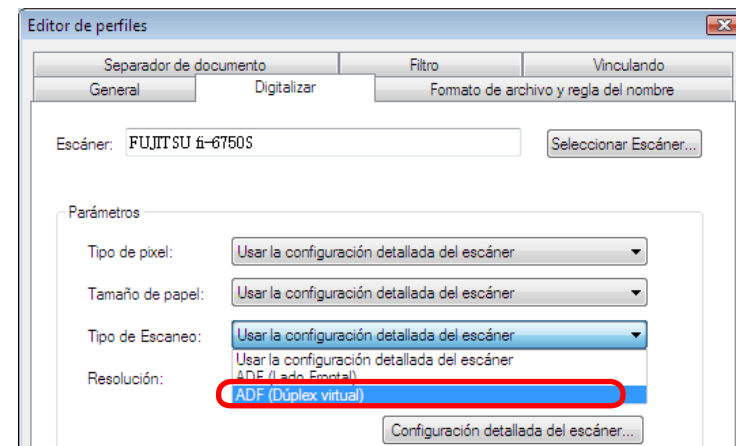 Editor de perfiles
Separador de documento Filtro Vinculando
General Digitalizar Formato de archivo y regla del nombre
Escáner: FUJITSU fi-6750S Seleccionar Escáner...
Parámetros
Tipo de pixel: Usar la configuración detallada del escáner
Tamaño de papel: Usar la configuración detallada del escáner
Tipo de Escaneo: Usar la configuración detallada del escáner
Usar la configuración detallada del escáner
Resolución: ADF (Lado Frontal)
ADF (Dúplex virtual)
Configuración detallada del escáner...